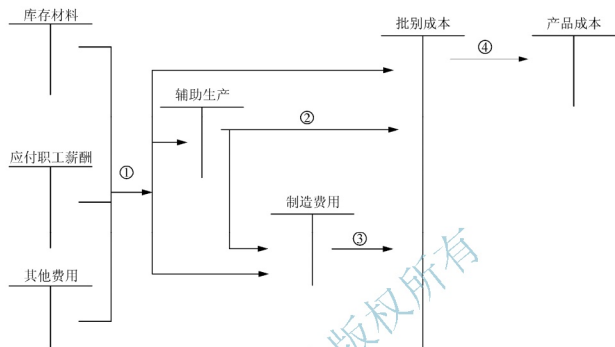 库存材料
批别成本
产品成本
④
辅助生产
②
应付职工薪酬
①
制造费用
③
其他费用
版权所有